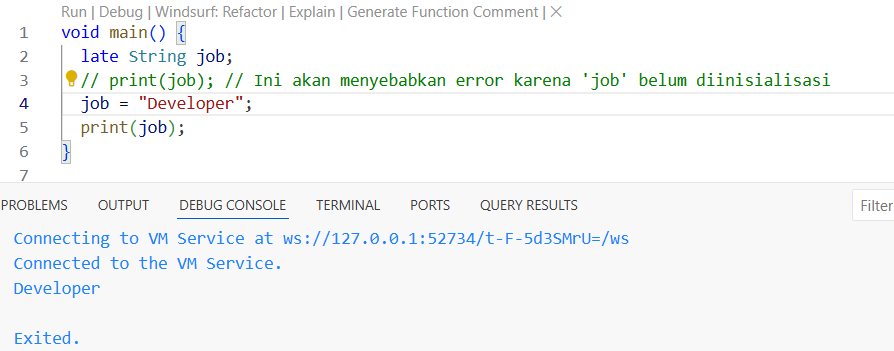 Run | Debug | Windsurf: Refactor | Explain | Generate Function Comment | ×
1 void main() {
2 late String job;
3 // print(job); // Ini akan menyebabkan error karena 'job' belum diinisialisasi
4 job = "Developer";
5 print(job);
6 }
7
PROBLEMS OUTPUT DEBUG CONSOLE TERMINAL PORTS QUERY RESULTS Filter
Connecting to VM Service at ws://127.0.0.1:52734/t-F-5d3SMrU=/ws
Connected to the VM Service.
Developer
Exited.